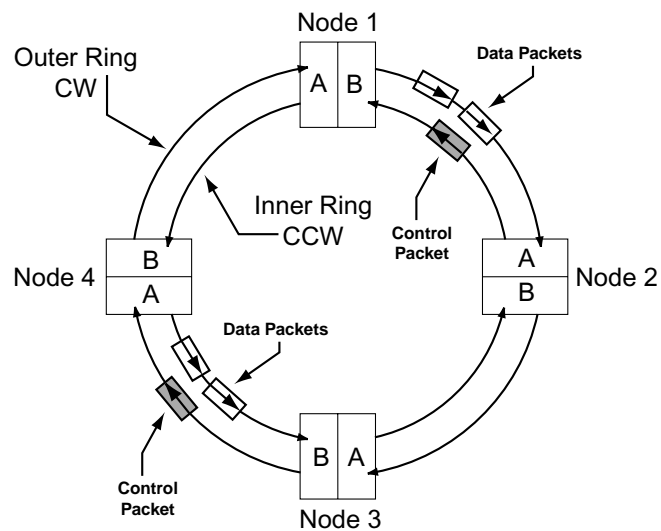 Node 1
Outer Ring
CW
Data Packets
A B
Control
Packet
Inner Ring
CCW
Node 4
B
A
A
B
Node 2
Data Packets
B A
Control
Packet
Node 3